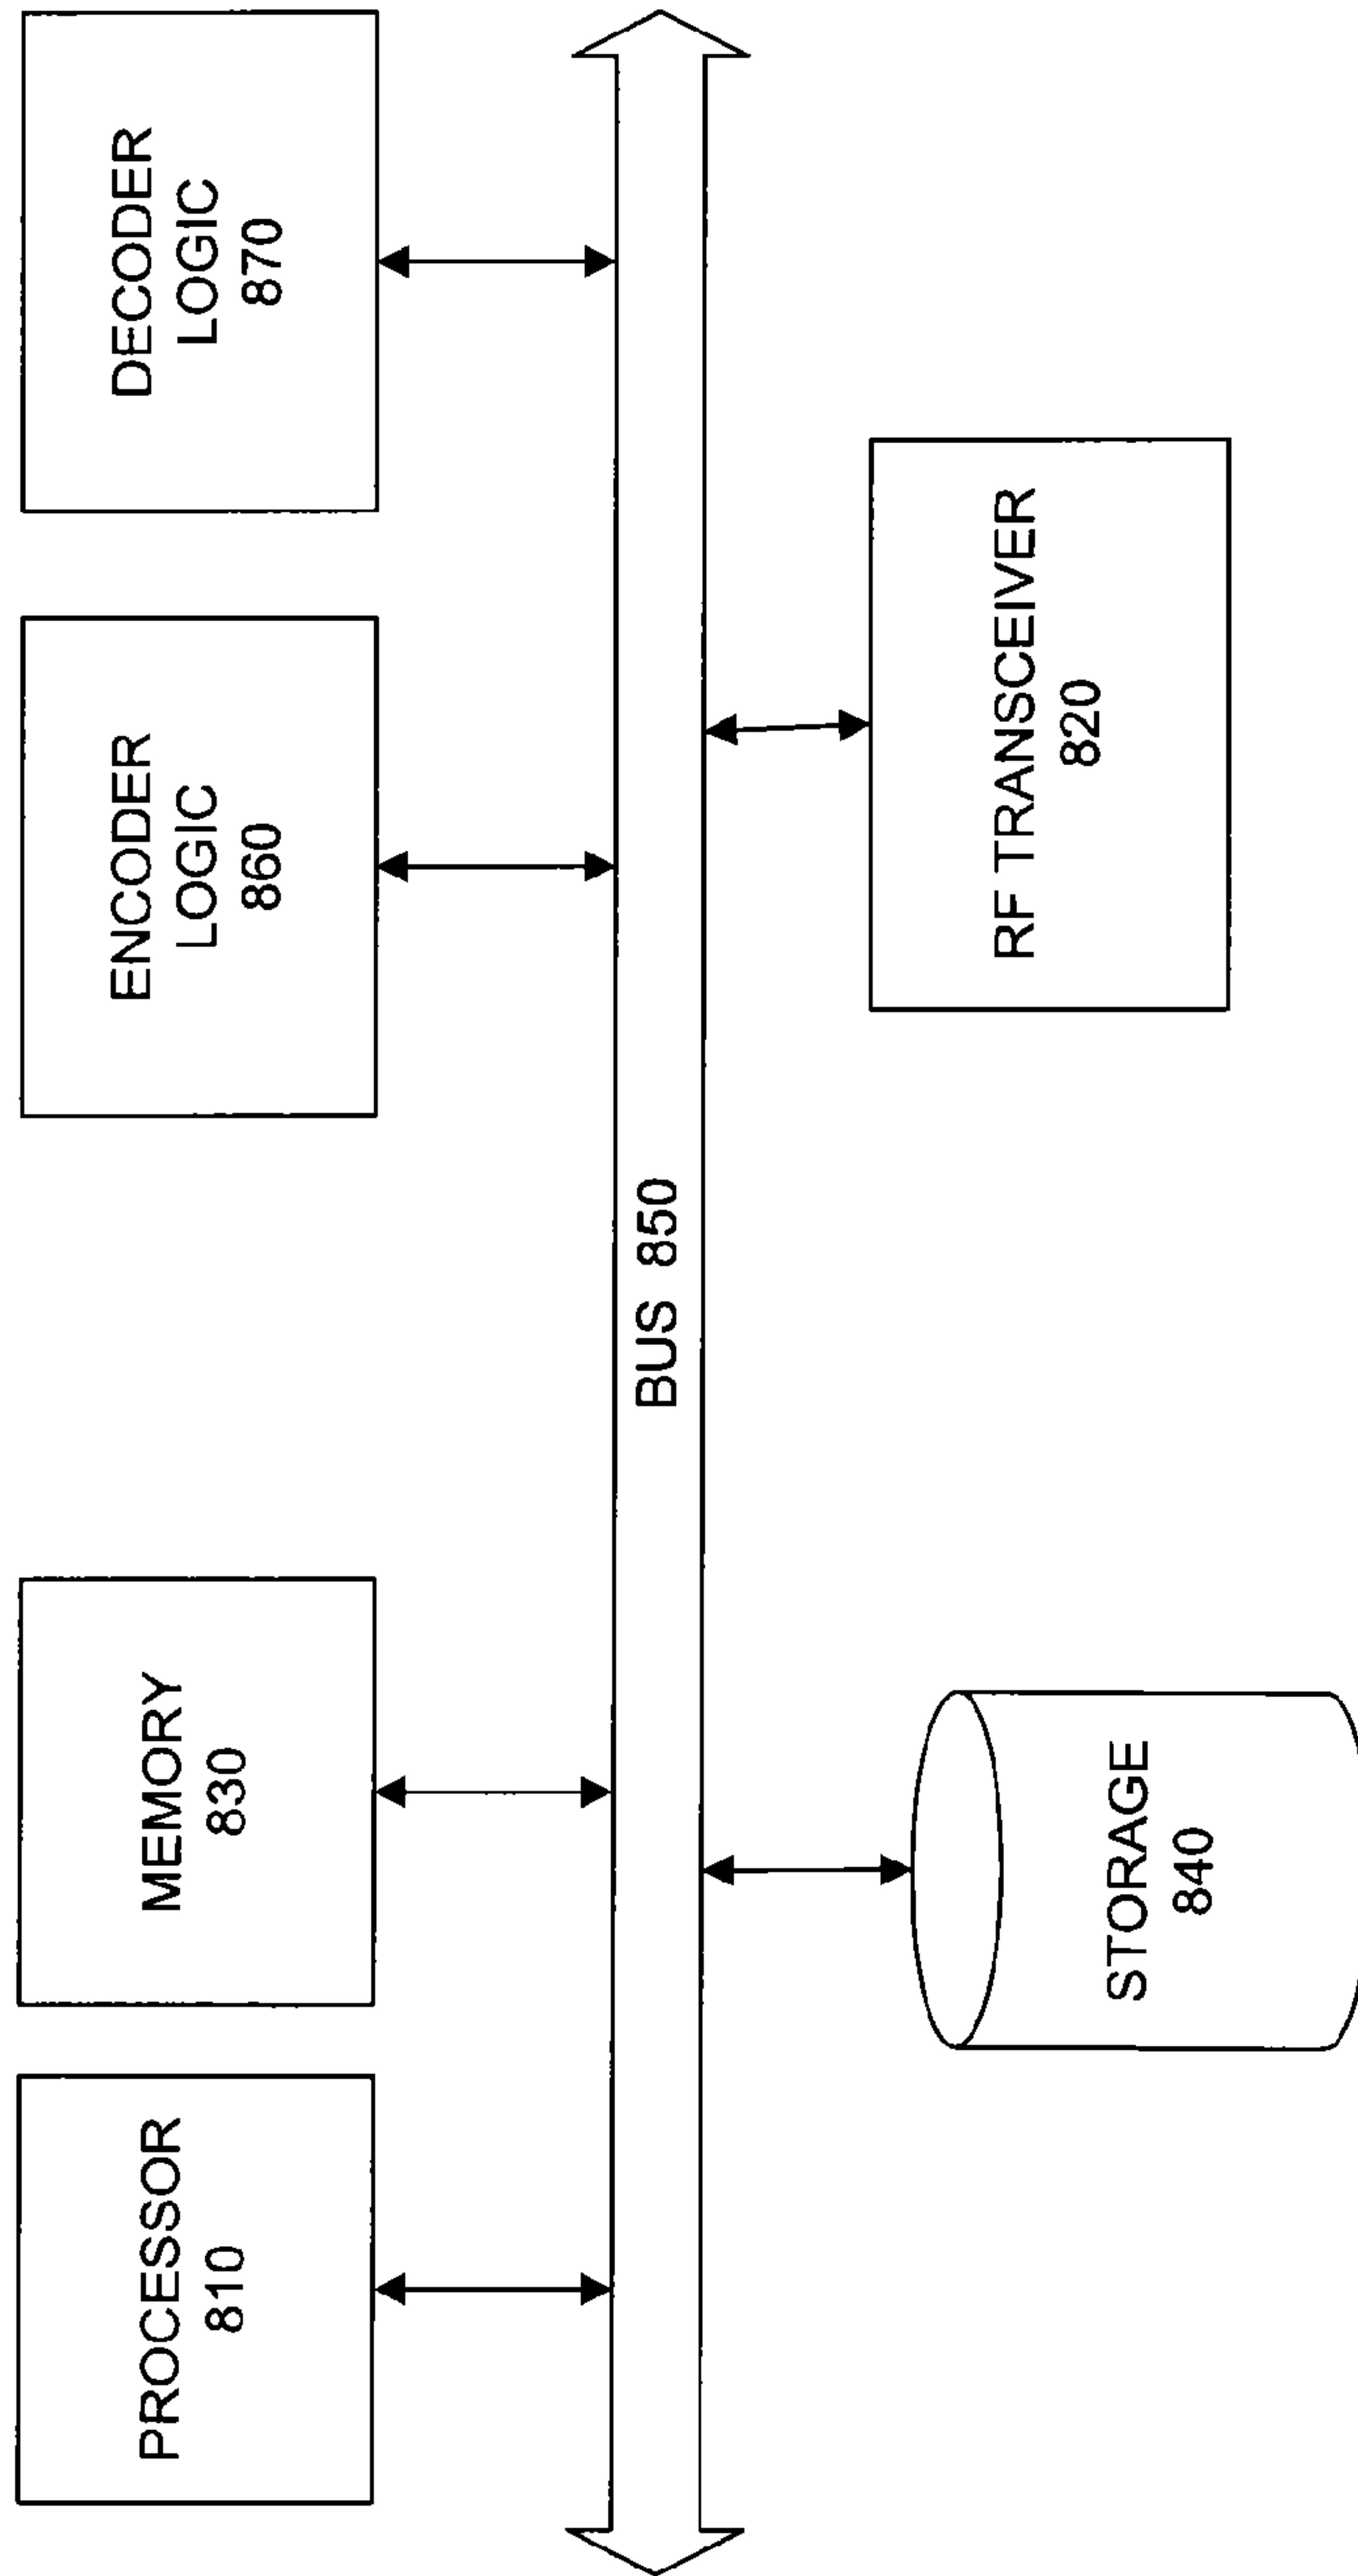 PROCESSOR
810
MEMORY
830
ENCODER
LOGIC
860
DECODER
LOGIC
870
BUS 850
STORAGE
840
RF TRANSCEIVER
820